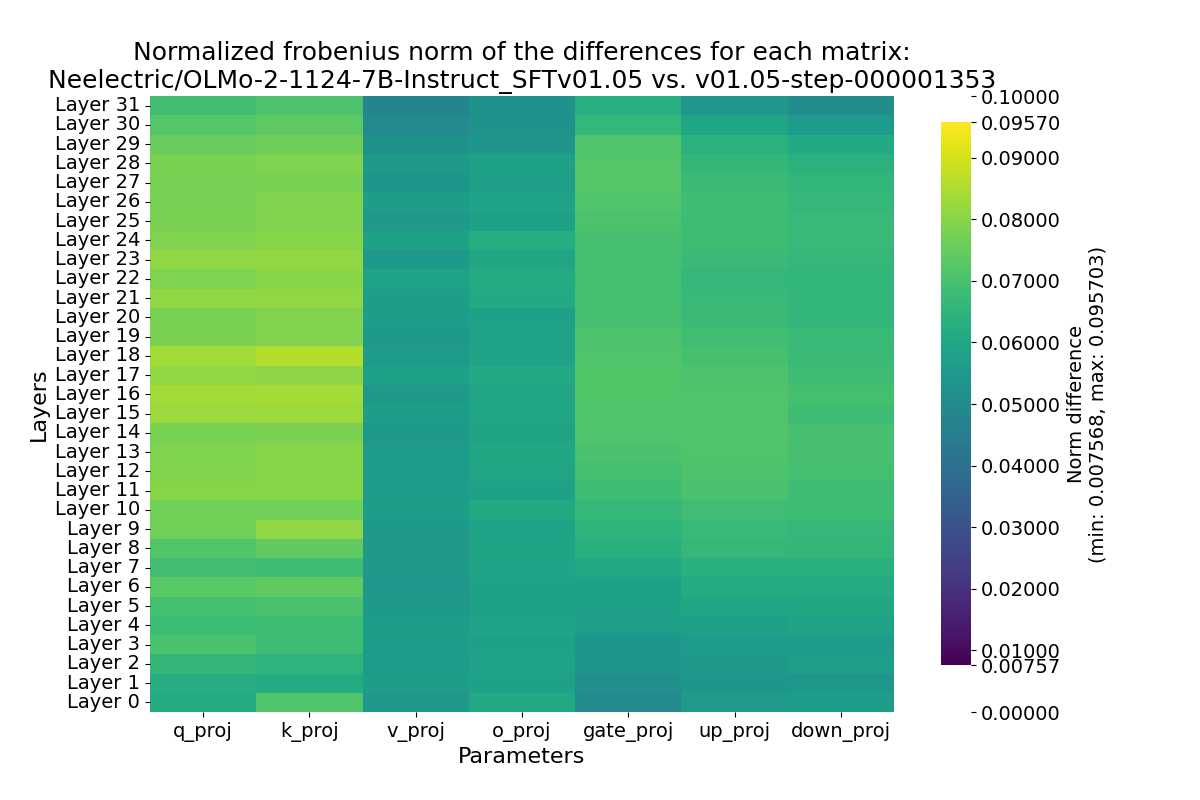 Normalized frobenius norm of the differences for each matrix:
Neelectric/OLMo-2-1124-7B-Instruct_SFTv01.05 vs. v01.05-step-000001353
Layers
Layer 31
Layer 30
Layer 29
Layer 28
Layer 27
Layer 26
Layer 25
Layer 24
Layer 23
Layer 22
Layer 21
Layer 20
Layer 19
Layer 18
Layer 17
Layer 16
Layer 15
Layer 14
Layer 13
Layer 12
Layer 11
Layer 10
Layer 9
Layer 8
Layer 7
Layer 6
Layer 5
Layer 4
Layer 3
Layer 2
Layer 1
Layer 0
q_proj k_proj v_proj o_proj gate_proj up_proj down_proj
Parameters
0.10000
0.09570
0.09000
0.08000
0.07000
0.06000
0.05000
0.04000
0.03000
0.02000
0.01000
0.00757
0.00000
Norm difference
(min: 0.007568, max: 0.095703)